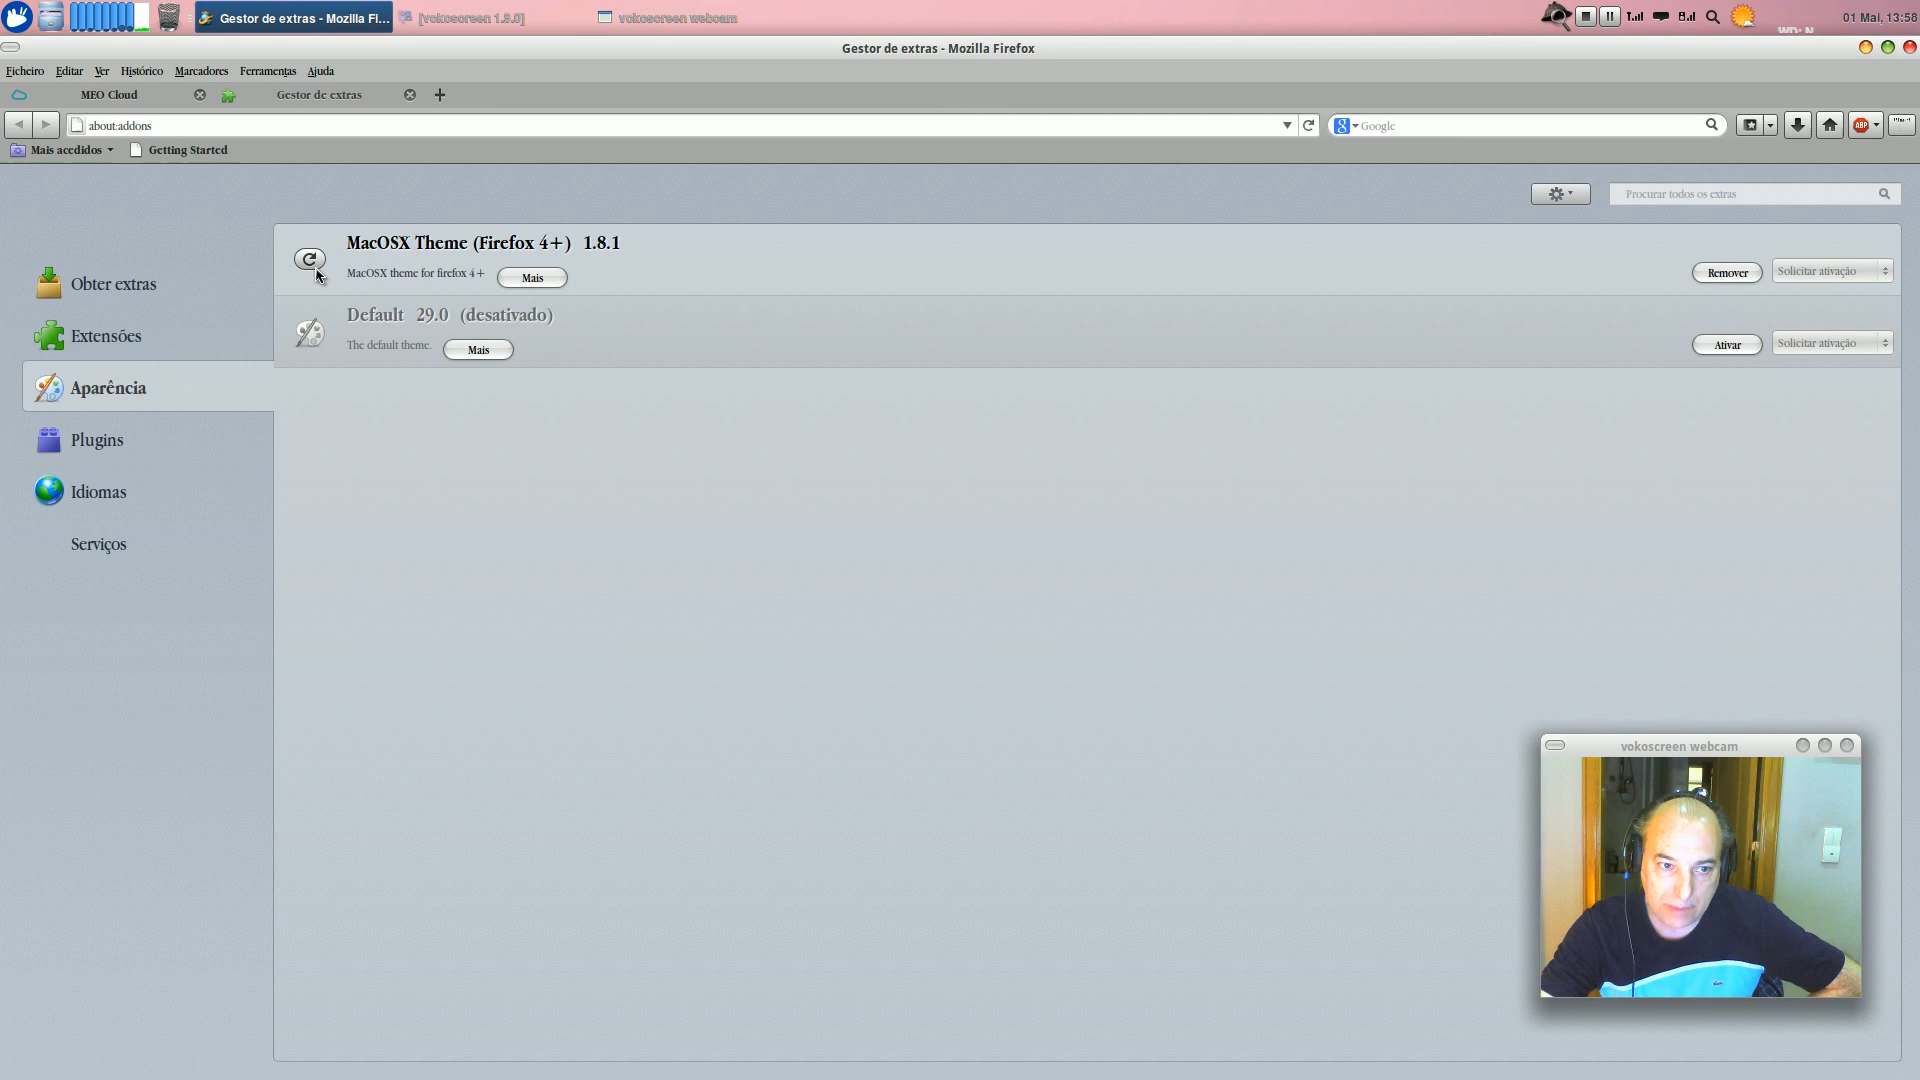 Gestor de extras - Mozilla Fi...
[vokoscreen 1.9.0]
vokoscreen webcam
01 Mai, 13:58
Gestor de extras - Mozilla Firefox
Ficheiro Editar Ver Histórico Marcadores Ferramentas Ajuda
MEO Cloud
Gestor de extras
about:addons
Google
ABP
Mais acedidos
Getting Started
Procurar todos os extras
MacOSX Theme (Firefox 4+) 1.8.1
MacOSX theme for firefox 4+ Mais
Remover
Solicitar ativação
Default 29.0 (desativado)
The default theme. Mais
Ativar
Solicitar ativação
Obter extras
Extensões
Aparência
Plugins
Idiomas
Serviços
vokoscreen webcam